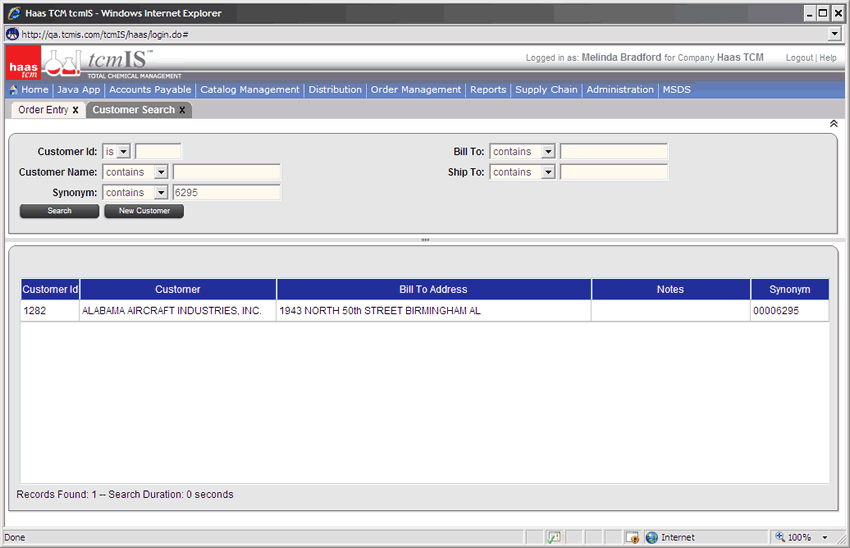 Haas TCM tcmIS - Windows Internet Explorer
http://qa.tcmis.com/tcmIS/haas/login.do#
haas tcm tcmIS™ Logged in as: Melinda Bradford for Company Haas TCM Logout | Help
TOTAL CHEMICAL MANAGEMENT
Home Java App Accounts Payable Catalog Management Distribution Order Management Reports Supply Chain Administration MSDS
Order Entry X Customer Search X
Customer Id: is Bill To: contains
Customer Name: contains Ship To: contains
Synonym: contains 6295
Search New Customer
Customer Id Customer Bill To Address Notes Synonym
1282 ALABAMA AIRCRAFT INDUSTRIES, INC. 1943 NORTH 50th STREET BIRMINGHAM AL 00006295
Records Found: 1 -- Search Duration: 0 seconds
Done Internet 100%